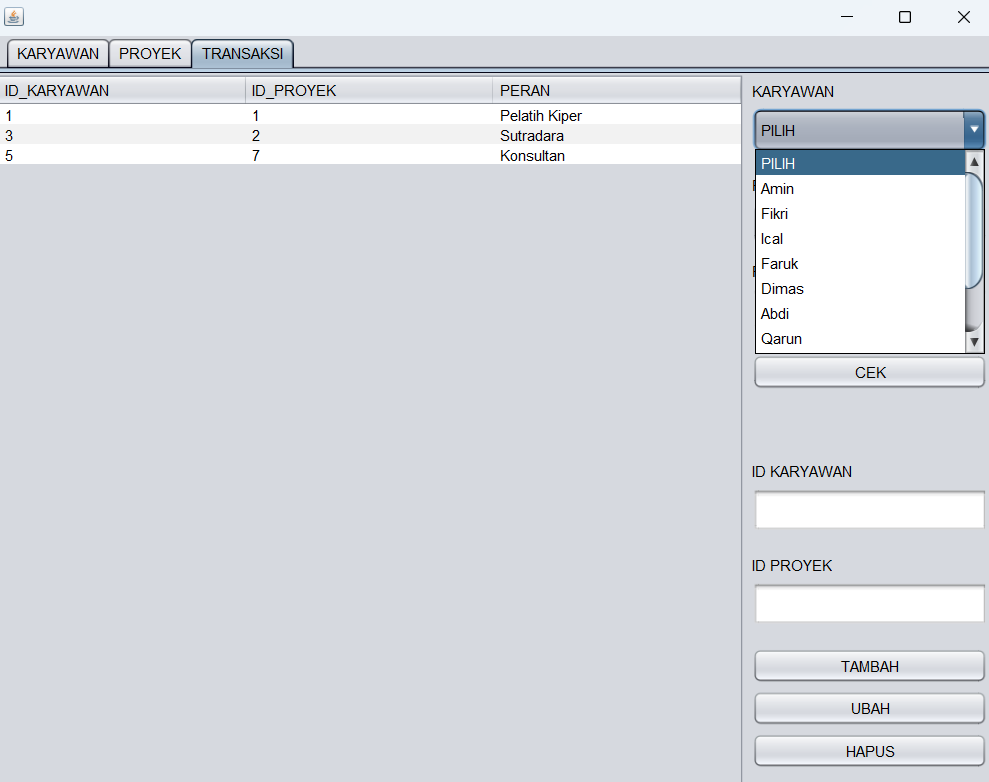 KARYAWAN PROYEK TRANSAKSI
ID_KARYAWAN ID_PROYEK PERAN
1 1 Pelatih Kiper
3 2 Sutradara
5 7 Konsultan
KARYAWAN
PILIH
PILIH
Amin
Fikri
Ical
Faruk
Dimas
Abdi
Qarun
CEK
ID KARYAWAN
ID PROYEK
TAMBAH
UBAH
HAPUS